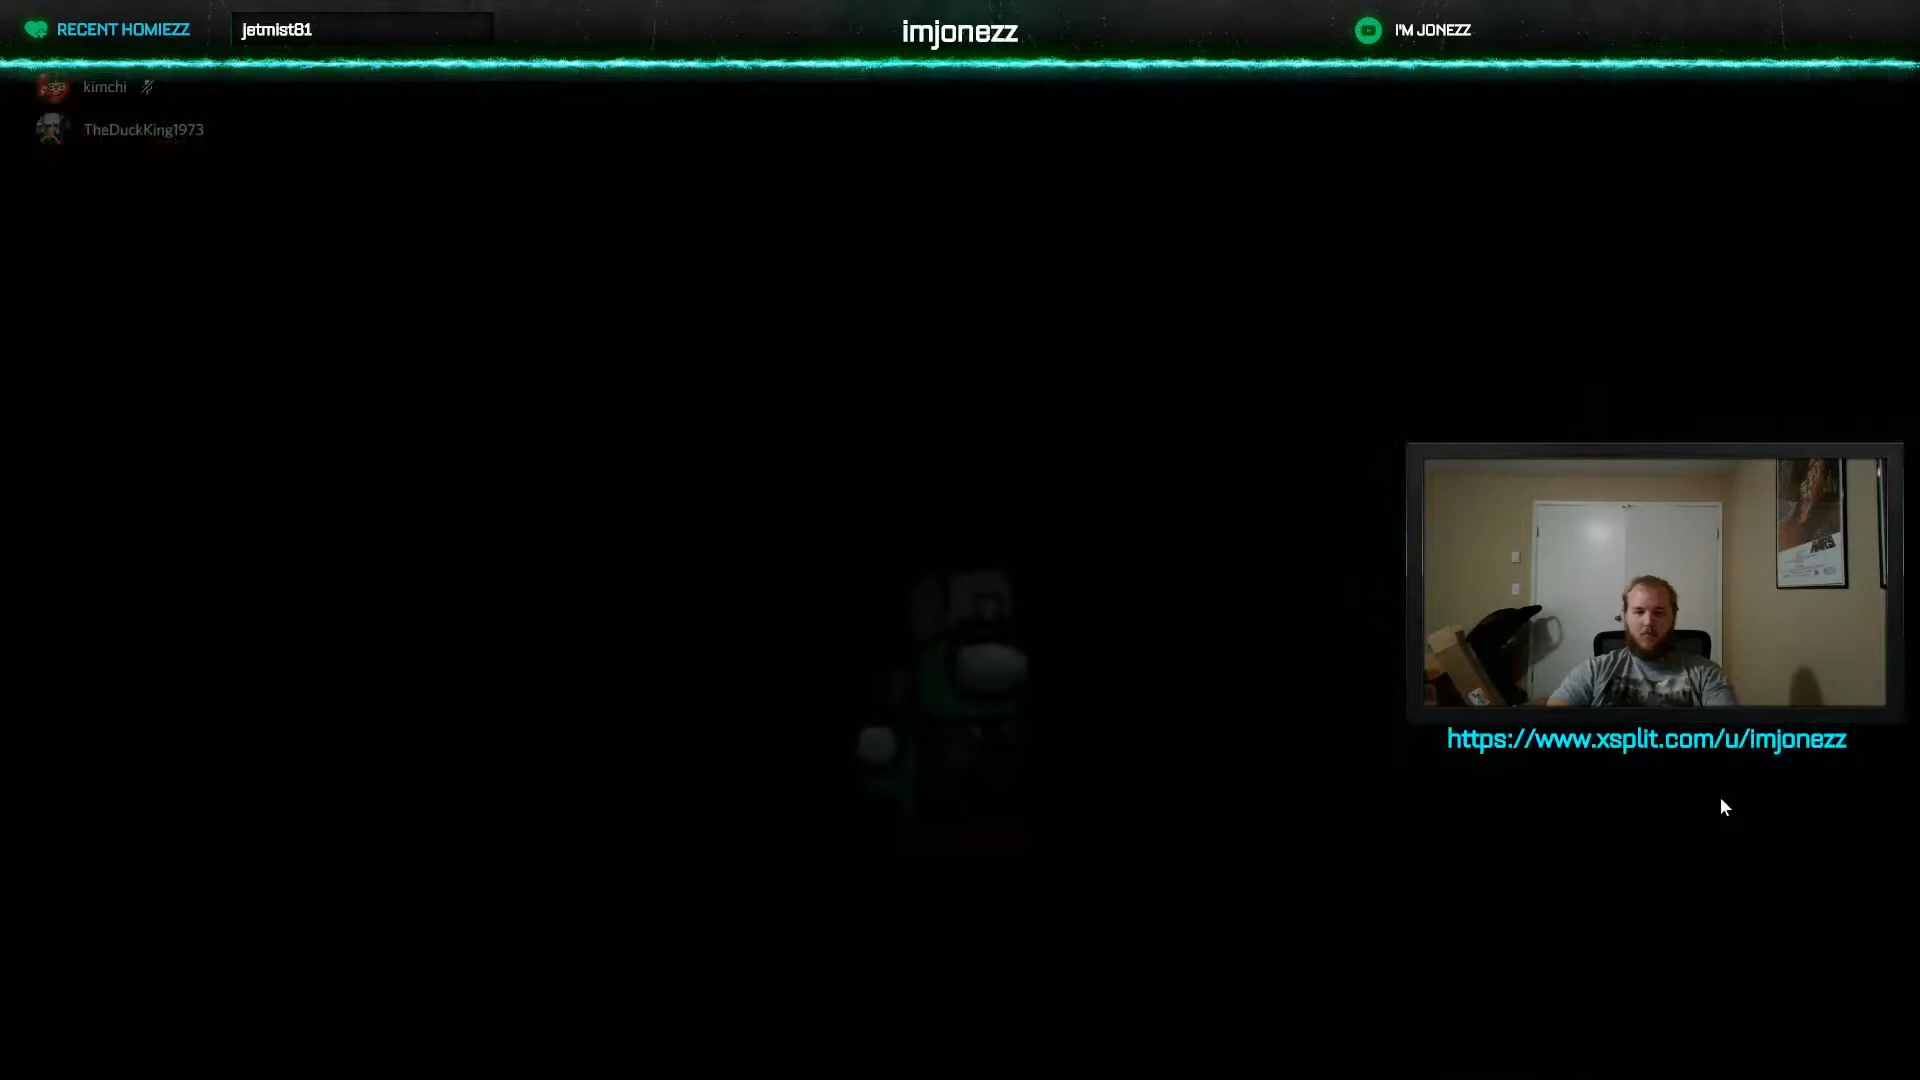 RECENT HOMIEZZ
jetmist81
imjonezz
I'M JONEZZ
kimchi
TheDuckKing1973
https://www.xsplit.com/u/imjonezz